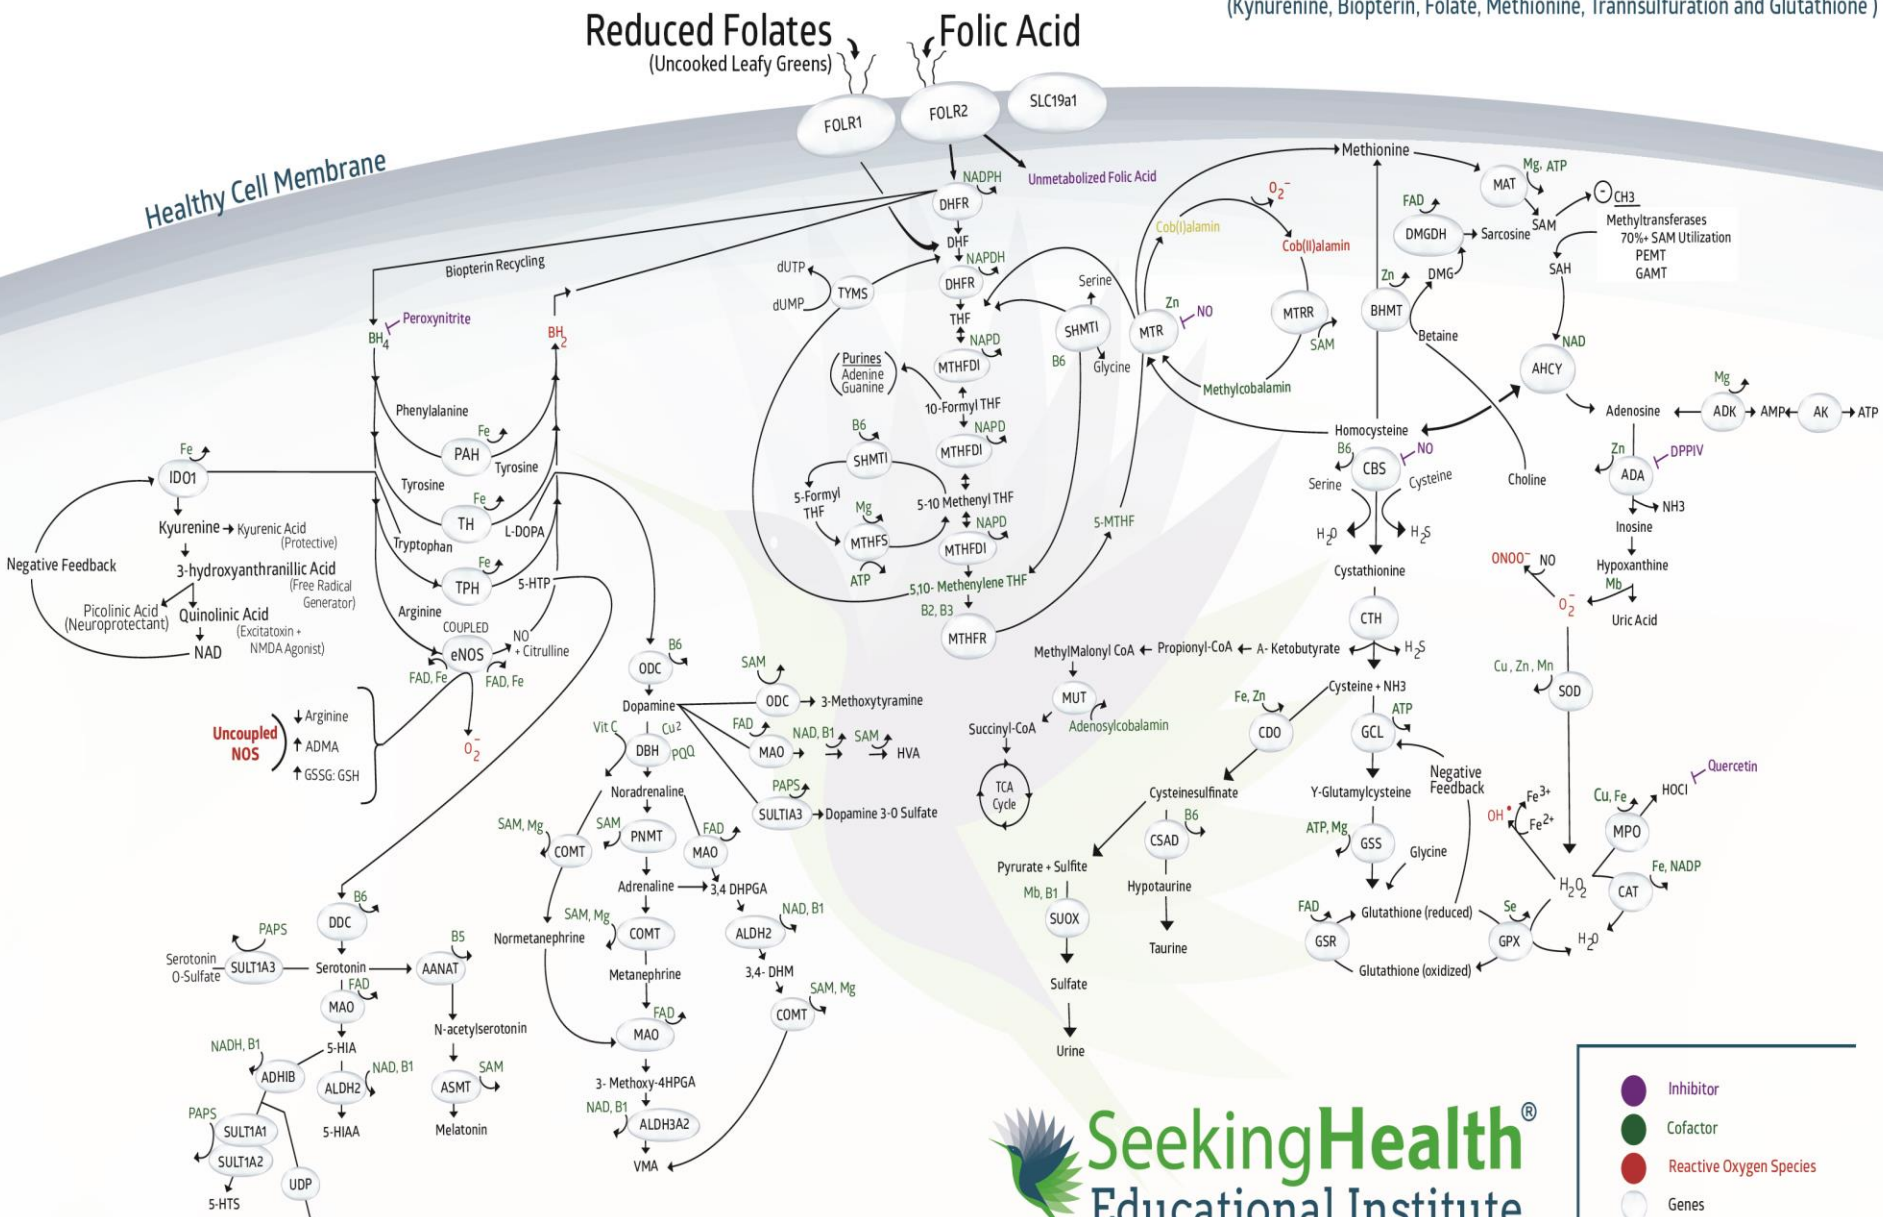 (Kynurenine, Biopterin, Folate, Methionine, Trannsulfuration and Glutathione )
Reduced Folates
(Uncooked Leafy Greens)
Folic Acid
FOLR1
FOLR2
SLC19a1
Healthy Cell Membrane
Unmetabolized Folic Acid
NADPH
DHFR
DHF
NAPDH
DHFR
THF
NAPD
MTHFDI
10-Formyl THF
NAPD
MTHFDI
5-10 Methenyl THF
NAPD
MTHFDI
5,10- Methenylene THF
B2, B3
MTHFR
5-MTHF
dUTP
dUMP
TYMS
(Purines
Adenine
Guanine)
B6
SHMTI
5-Formyl
THF
Mg
MTHFS
ATP
Serine
SHMTI
B6
Glycine
Biopterin Recycling
Peroxynitrite
BH4
BH2
Phenylalanine
Fe
PAH
Tyrosine
Tyrosine
Fe
TH
L-DOPA
Tryptophan
Fe
TPH
5-HTP
Arginine
COUPLED
eNOS
NO
+ Citrulline
FAD, Fe
FAD, Fe
O2-
Uncoupled
NOS
Arginine
ADMA
GSSG: GSH
Fe
IDO1
Kyurenine
Kyurenic Acid
(Protective)
3-hydroxyanthranillic Acid
(Free Radical
Generator)
Picolinic Acid
(Neuroprotectant)
Quinolinic Acid
(Excitatoxin +
NMDA Agonist)
NAD
Negative Feedback
ODC
B6
Dopamine
SAM
ODC
3-Methoxytyramine
FAD
MAO
NAD, B1
SAM
HVA
PAPS
SULTIA3
Dopamine 3-0 Sulfate
Vit C
Cu2
DBH
PQQ
Noradrenaline
SAM, Mg
COMT
SAM
PNMT
FAD
MAO
Adrenaline
3,4 DHPGA
SAM, Mg
COMT
NAD, B1
ALDH2
Normetanephrine
Metanephrine
3,4- DHM
SAM, Mg
COMT
FAD
MAO
3- Methoxy-4HPGA
NAD, B1
ALDH3A2
VMA
B6
DDC
PAPS
Serotonin
O-Sulfate
SULT1A3
Serotonin
B5
AANAT
FAD
MAO
N-acetylserotonin
5-HIA
NADH, B1
ADHIB
NAD, B1
ALDH2
5-HIAA
SAM
ASMT
Melatonin
PAPS
SULT1A1
SULT1A2
5-HTS
UDP
Methionine
Mg, ATP
MAT
SAM
- CH3
Methyltransferases
70%+ SAM Utilization
PEMT
GAMT
SAH
NAD
AHCY
FAD
DMGDH
Sarcosine
DMG
Zn
BHMT
Betaine
Choline
O2-
Cob(I)alamin
Cob(II)alamin
MTRR
SAM
Methylcobalamin
Zn
MTR
NO
Homocysteine
Adenosine
Mg
ADK
AMP
AK
ATP
Zn
ADA
DPPIV
NH3
Inosine
Hypoxanthine
Mb
Uric Acid
ONOO-
NO
O2-
B6
CBS
NO
Serine
Cysteine
H2O
H2S
Cystathionine
CTH
H2S
A- Ketobutyrate
Propionyl-CoA
MethylMalonyl CoA
MUT
Adenosylcobalamin
Succinyl-CoA
TCA
Cycle
Cysteine + NH3
Fe, Zn
CDO
ATP
GCL
Negative
Feedback
Y-Glutamylcysteine
ATP, Mg
GSS
Glycine
Cysteinesulfinate
B6
CSAD
Hypotaurine
Taurine
Pyrurate + Sulfite
Mb, B1
SUOX
Sulfate
Urine
FAD
GSR
Glutathione (reduced)
Se
GPX
Glutathione (oxidized)
Cu, Zn, Mn
SOD
OH•
Fe3+
Fe2+
H2O2
Cu, Fe
MPO
HOCI
Quercetin
Fe, NADP
CAT
H2O
SeekingHealth®
Educational Institute
Inhibitor
Cofactor
Reactive Oxygen Species
Genes